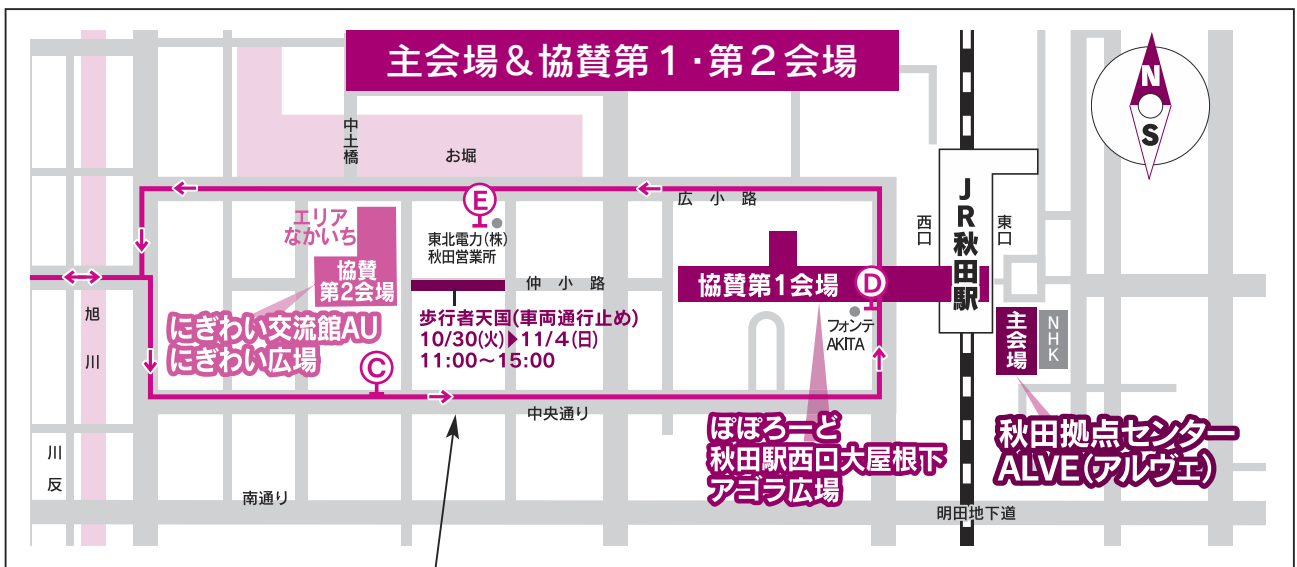 主会場＆協賛第１・第２会場
N
S
中土橋
お堀
広小路
E
エリア
なかいち
東北電力(株)
秋田営業所
協賛
第2会場
仲小路
協賛第1会場
D
西口
JR秋田駅
東口
フォンテ
AKITA
主会場
NHK
旭川
にぎわい交流館AU
にぎわい広場
歩行者天国(車両通行止め)
10/30(火)▶11/4(日)
11:00〜15:00
C
中央通り
ぽぽろーど
秋田駅西口大屋根下
アゴラ広場
秋田拠点センター
ALVE(アルヴェ)
川反
南通り
明田地下道